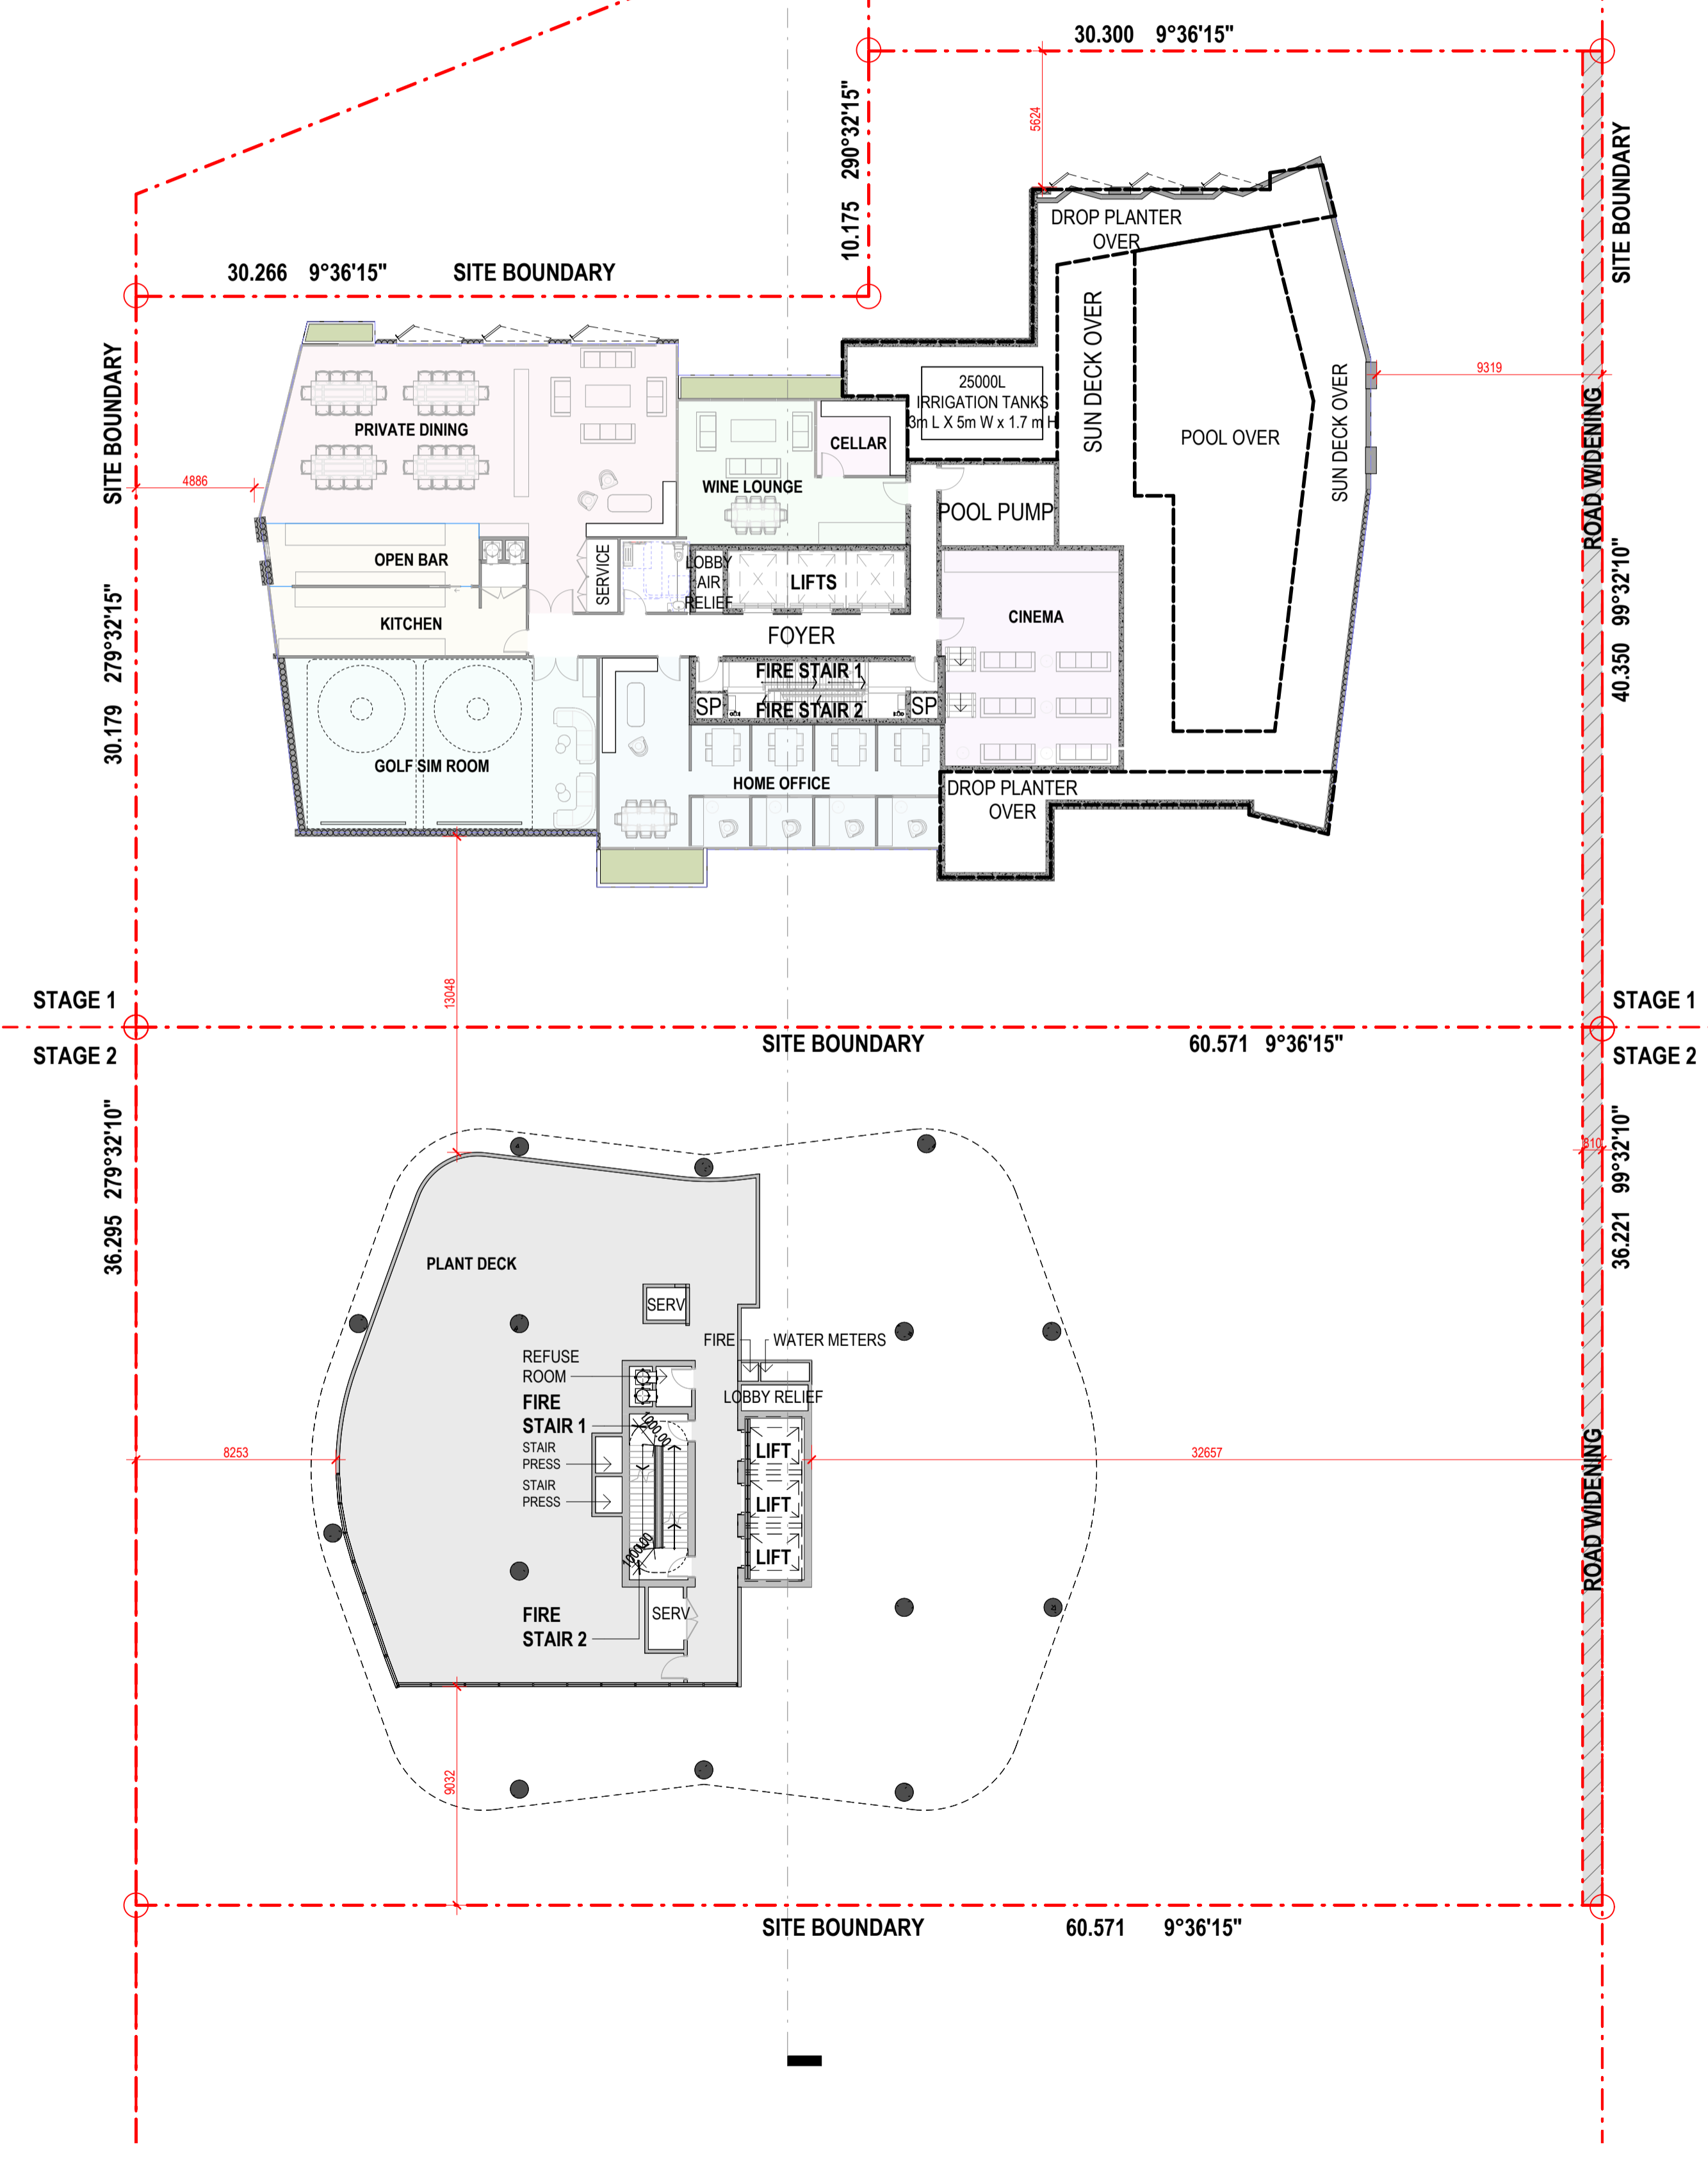 30.300 9°36'15"
5624
10.175 290°32'15"
SITE BOUNDARY
DROP PLANTER
OVER
30.266 9°36'15" SITE BOUNDARY
SITE BOUNDARY
25000L
IRRIGATION TANKS
3m L X 5m W x 1.7 m H
SUN DECK OVER
POOL OVER
SUN DECK OVER
9319
ROAD WIDENING
PRIVATE DINING
CELLAR
WINE LOUNGE
4886
POOL PUMP
OPEN BAR
SERVICE
LOBBY
AIR
RELIEF
LIFTS
KITCHEN
FOYER
CINEMA
30.179 279°32'15"
40.350 99°32'10"
FIRE STAIR 1
SP
FIRE STAIR 2
SP
GOLF SIM ROOM
HOME OFFICE
DROP PLANTER
OVER
13048
STAGE 1
STAGE 1
SITE BOUNDARY 60.571 9°36'15"
STAGE 2
STAGE 2
36.295 279°32'10"
810
36.221 99°32'10"
PLANT DECK
SERV
FIRE
WATER METERS
REFUSE
ROOM
LOBBY RELIEF
FIRE
STAIR 1
1000.00
STAIR
PRESS
STAIR
PRESS
LIFT
LIFT
LIFT
8253
32657
1000.00
ROAD WIDENING
FIRE
STAIR 2
SERV
9032
SITE BOUNDARY 60.571 9°36'15"